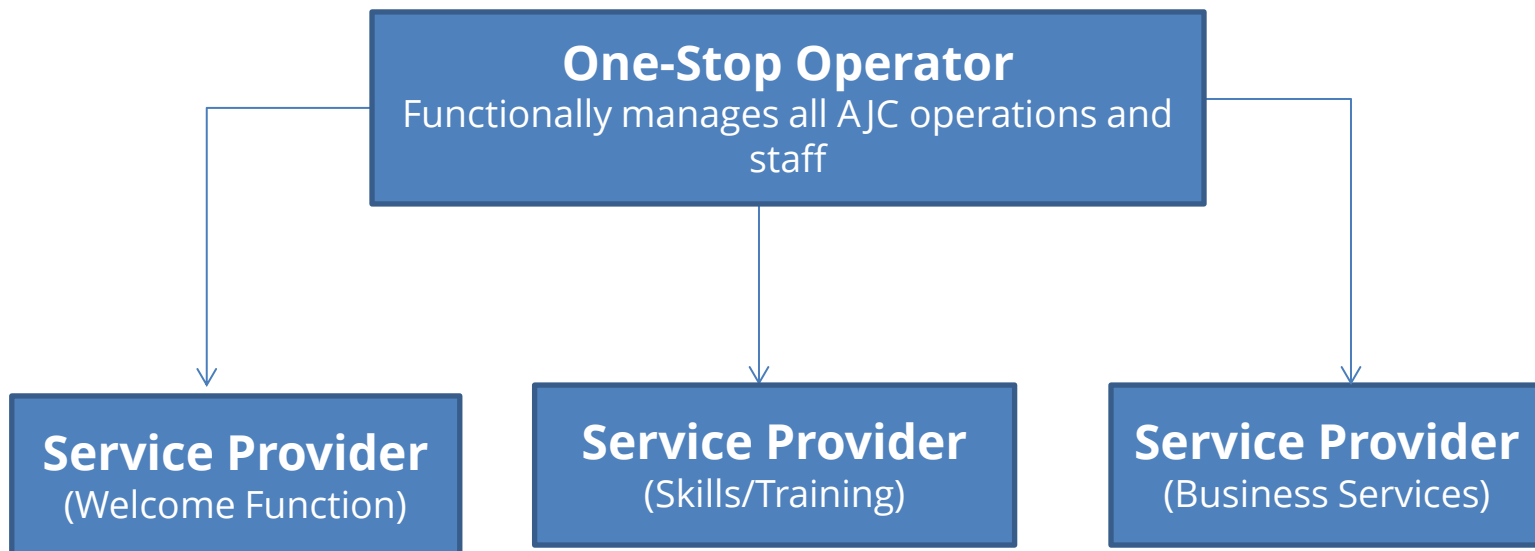 One-Stop Operator
Functionally manages all AJC operations and
staff
Service Provider
(Welcome Function)
Service Provider
(Skills/Training)
Service Provider
(Business Services)